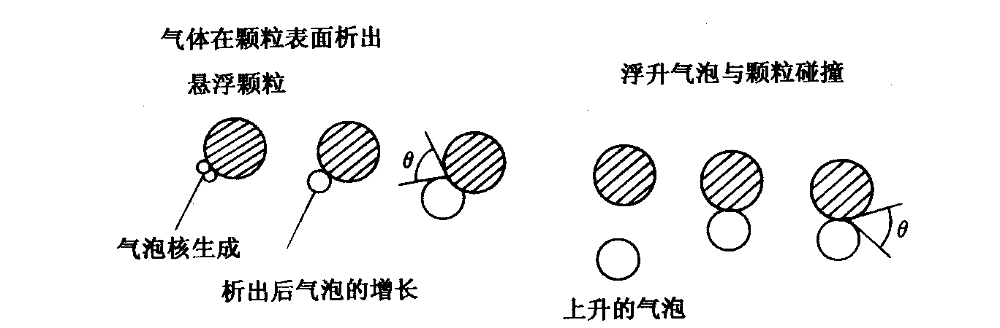 气体在颗粒表面析出
悬浮颗粒
θ
气泡核生成
析出后气泡的增长
浮升气泡与颗粒碰撞
θ
上升的气泡